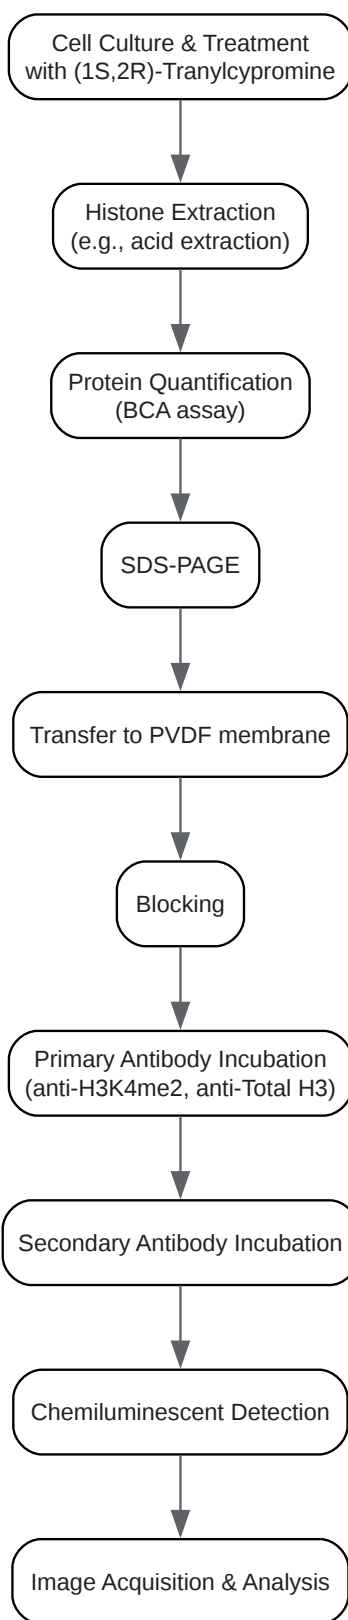 Cell Culture & Treatment
with (1S,2R)-Tranylcypromine
Histone Extraction
(e.g., acid extraction)
Protein Quantification
(BCA assay)
SDS-PAGE
Transfer to PVDF membrane
Blocking
Primary Antibody Incubation
(anti-H3K4me2, anti-Total H3)
Secondary Antibody Incubation
Chemiluminescent Detection
Image Acquisition & Analysis